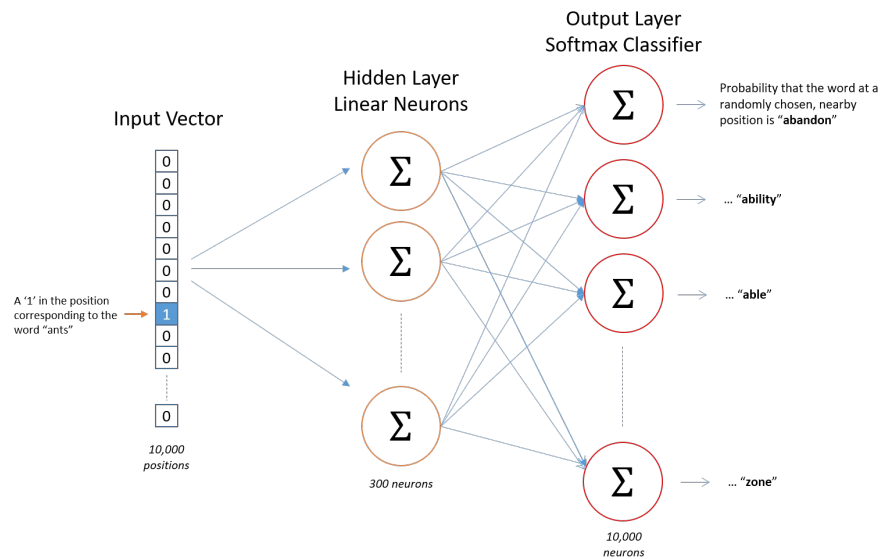 Output Layer
Softmax Classifier
Hidden Layer
Linear Neurons
Input Vector
0
0
0
0
0
0
0
1
0
0
0
A ‘1’ in the position
corresponding to the
word “ants”
10,000
positions
Σ
Σ
Σ
300 neurons
Σ
Σ
Σ
Σ
10,000
neurons
Probability that the word at a
randomly chosen, nearby
position is “abandon”
... “ability”
... “able”
... “zone”